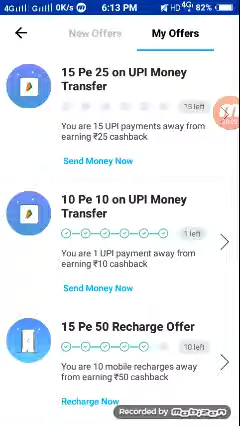 4G 4G 0K/s 6:13 PM HD 4G 82%
New Offers My Offers
15 Pe 25 on UPI Money
Transfer
15 left
You are 15 UPI payments away from
earning ₹25 cashback
Send Money Now
10 Pe 10 on UPI Money
Transfer
1 left
You are 1 UPI payment away from
earning ₹10 cashback
Send Money Now
15 Pe 50 Recharge Offer
10 left
You are 10 mobile recharges away
from earning ₹50 cashback
Recharge Now
Recorded by Mobizen